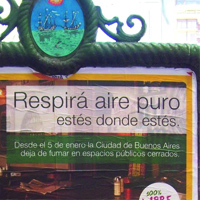 Respirá aire puro
estés donde estés.
Desde el 5 de enero la Ciudad de Buenos Aires
deja de fumar en espacios públicos cerrados.
100%